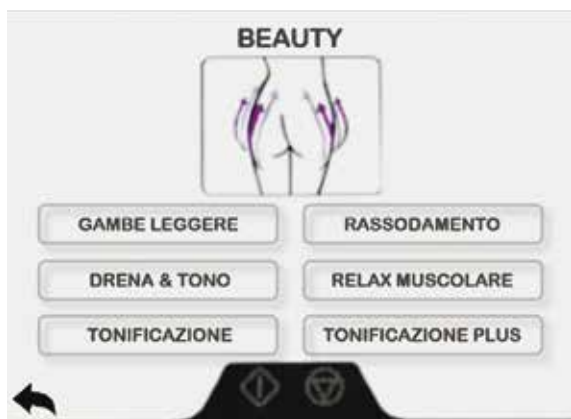 BEAUTY
GAMBE LEGGERE
RASSODAMENTO
DRENA & TONO
RELAX MUSCOLARE
TONIFICAZIONE
TONIFICAZIONE PLUS